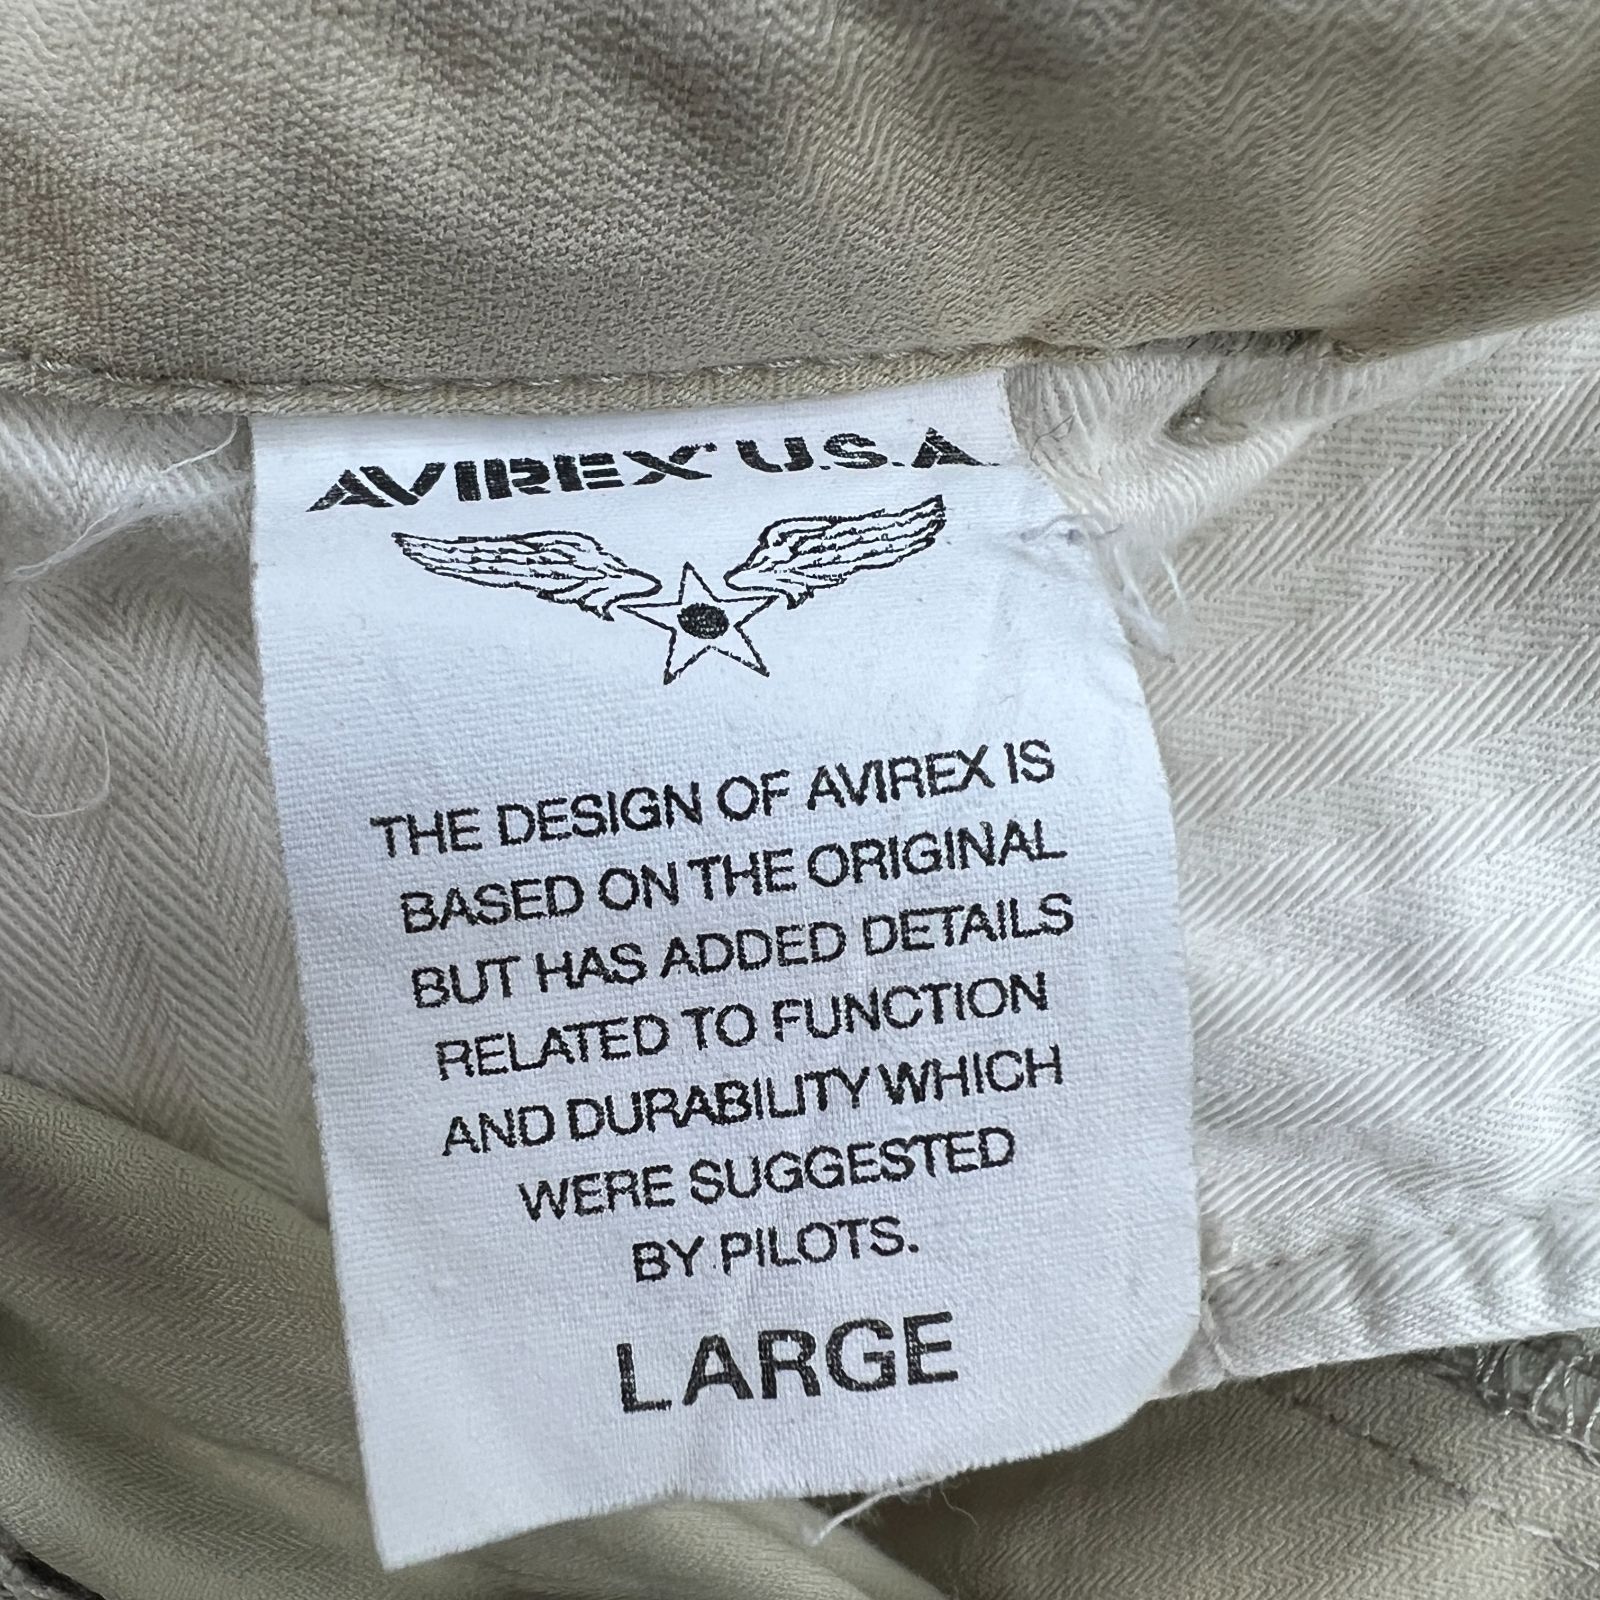 AVIREX U.S.A.
THE DESIGN OF AVIREX IS
BASED ON THE ORIGINAL
BUT HAS ADDED DETAILS
RELATED TO FUNCTION
AND DURABILITY WHICH
WERE SUGGESTED
BY PILOTS.
LARGE